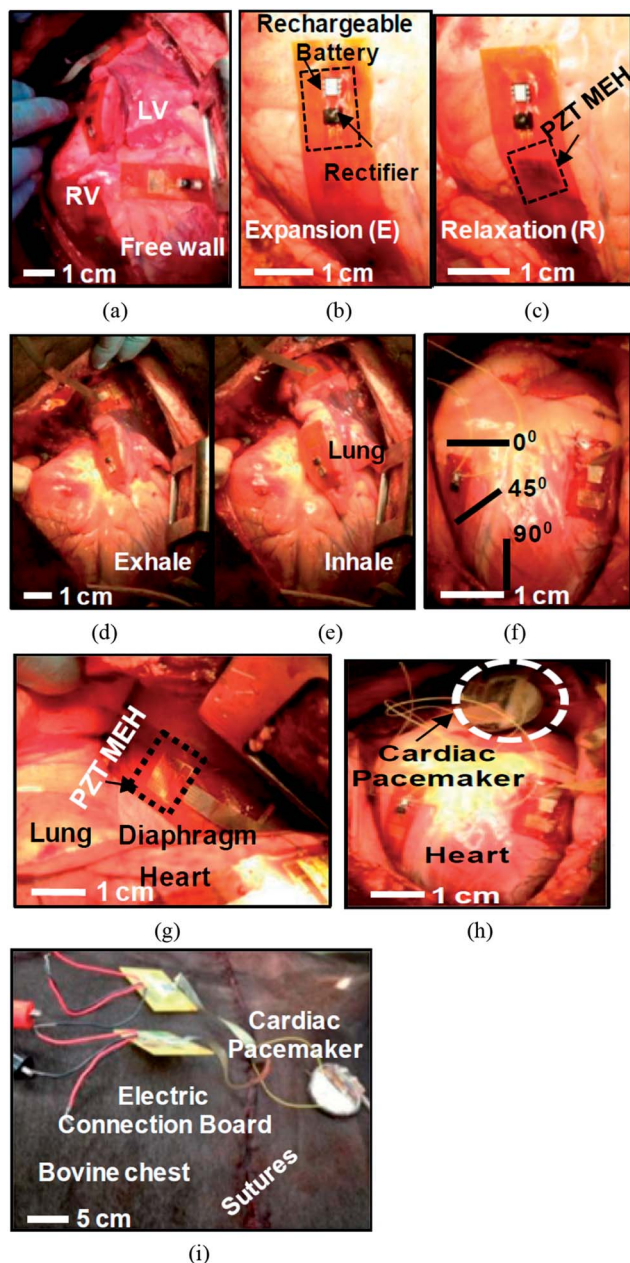 Rechargeable
Battery
LV
RV
Free wall
1 cm
Rectifier
Expansion (E)
1 cm
PZT MEH
Relaxation (R)
1 cm
(a)
(b)
(c)
Exhale
1 cm
Lung
Inhale
1 cm
0⁰
45⁰
90⁰
1 cm
(d)
(e)
(f)
PZT MEH
Lung
Diaphragm
Heart
1 cm
Cardiac
Pacemaker
Heart
1 cm
(g)
(h)
Cardiac
Pacemaker
Electric
Connection Board
Bovine chest
Sutures
5 cm
(i)